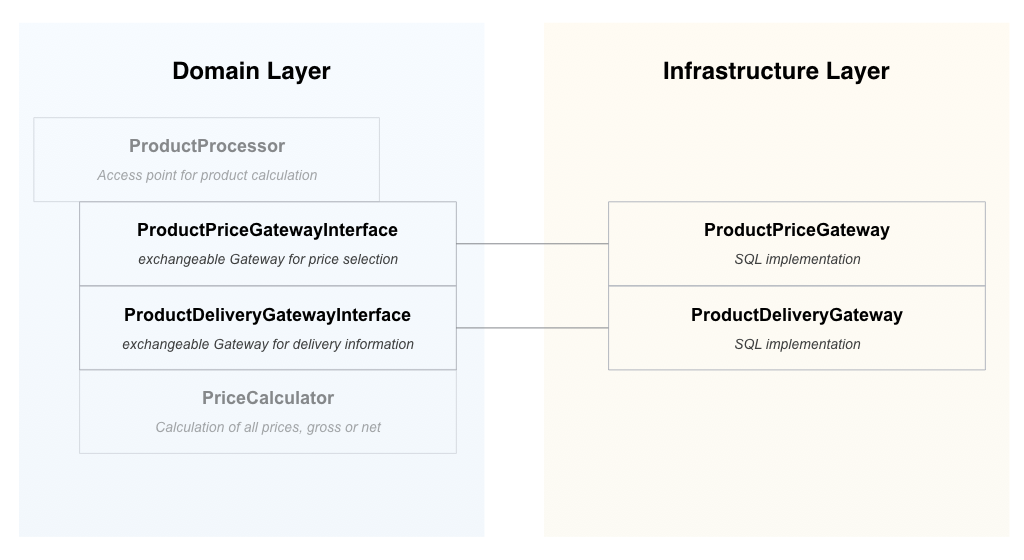 Domain Layer
Infrastructure Layer
ProductProcessor
Access point for product calculation
ProductPriceGatewayInterface
exchangeable Gateway for price selection
ProductPriceGateway
SQL implementation
ProductDeliveryGatewayInterface
exchangeable Gateway for delivery information
ProductDeliveryGateway
SQL implementation
PriceCalculator
Calculation of all prices, gross or net